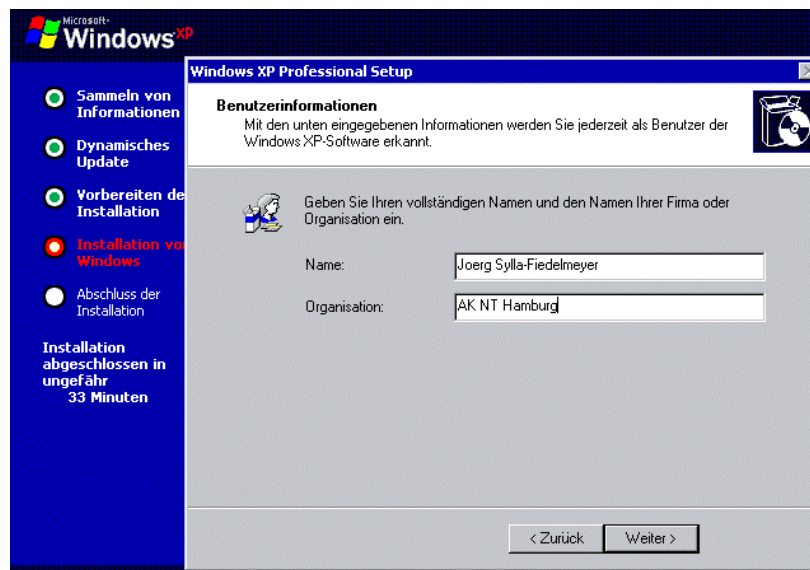 Microsoft
Windows XP
Windows XP Professional Setup
Sammeln von
Informationen
Dynamisches
Update
Vorbereiten de
Installation
Installation vo
Windows
Abschluss der
Installation
Installation
abgeschlossen in
ungefähr
33 Minuten
Benutzerinformationen
Mit den unten eingegebenen Informationen werden Sie jederzeit als Benutzer der
Windows XP-Software erkannt.
Geben Sie Ihren vollständigen Namen und den Namen Ihrer Firma oder
Organisation ein.
Name: Joerg Sylla-Fiedelmeyer
Organisation: AK NT Hamburg
< Zurück Weiter >